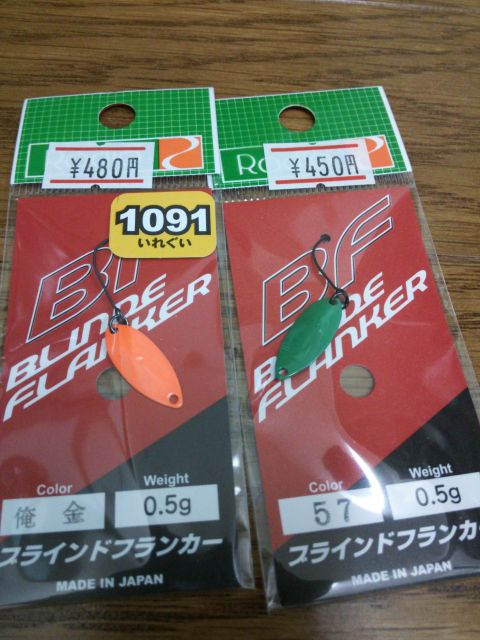 ¥480円
1091
いれぐい
BF
BLINDE
FLANKER
Color
Weight
俺金
0.5g
ブラインドフランカー
MADE IN JAPAN
Ro
¥450円
BF
FLANKER
Color
Weight
57
0.5g
ブラインドフランカー
MADE IN JAPAN